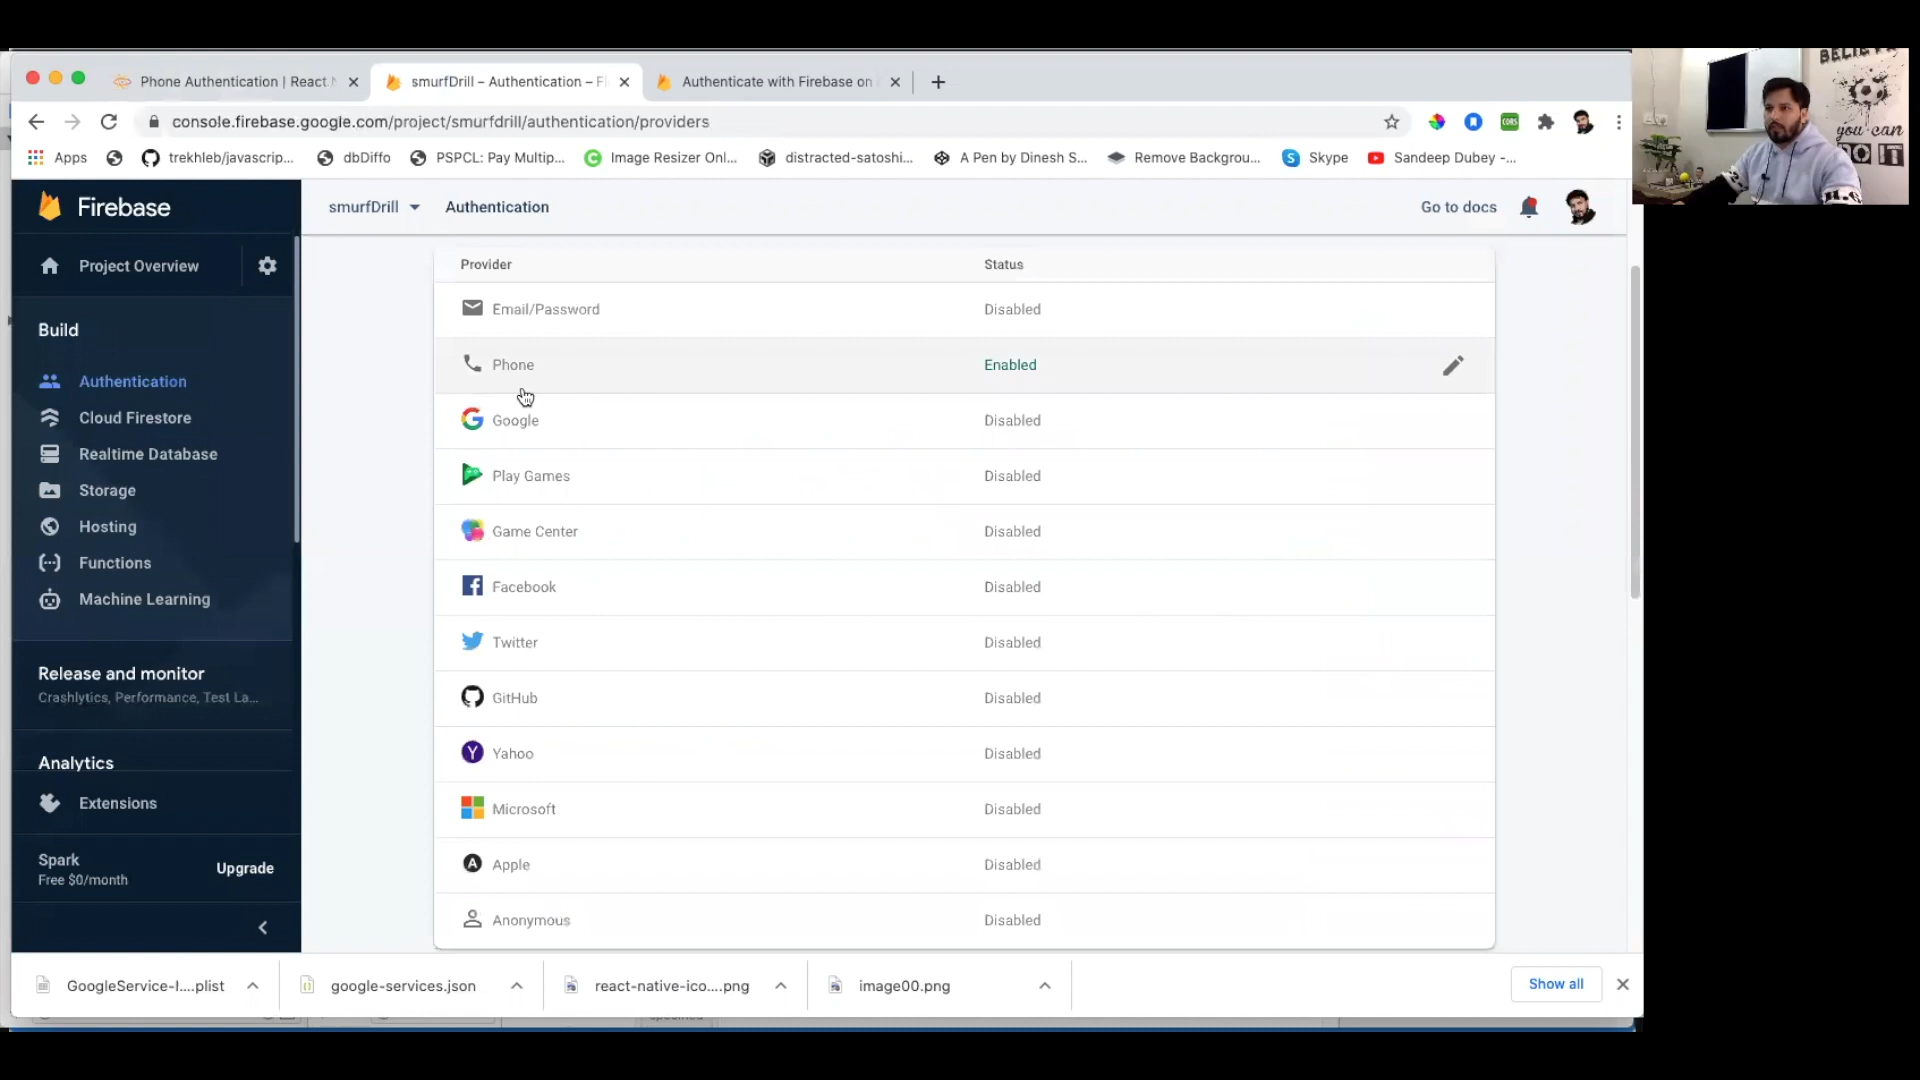 Phone Authentication | React
smurfDrill – Authentication – F
Authenticate with Firebase on
console.firebase.google.com/project/smurfdrill/authentication/providers
CORS
Apps
trekhleb/javascrip...
dbDiffo
PSPCL: Pay Multip...
Image Resizer Onl...
distracted-satoshi...
A Pen by Dinesh S...
Remove Backgrou...
Skype
Sandeep Dubey -...
Firebase
smurfDrill
Authentication
Go to docs
Project Overview
Build
Authentication
Cloud Firestore
Realtime Database
Storage
Hosting
Functions
Machine Learning
Release and monitor
Crashlytics, Performance, Test La...
Analytics
Extensions
Spark
Free $0/month
Upgrade
Provider Status
Email/Password Disabled
Phone Enabled
Google Disabled
Play Games Disabled
Game Center Disabled
Facebook Disabled
Twitter Disabled
GitHub Disabled
Yahoo Disabled
Microsoft Disabled
Apple Disabled
Anonymous Disabled
GoogleService-I....plist
google-services.json
react-native-ico....png
image00.png
Show all
you can